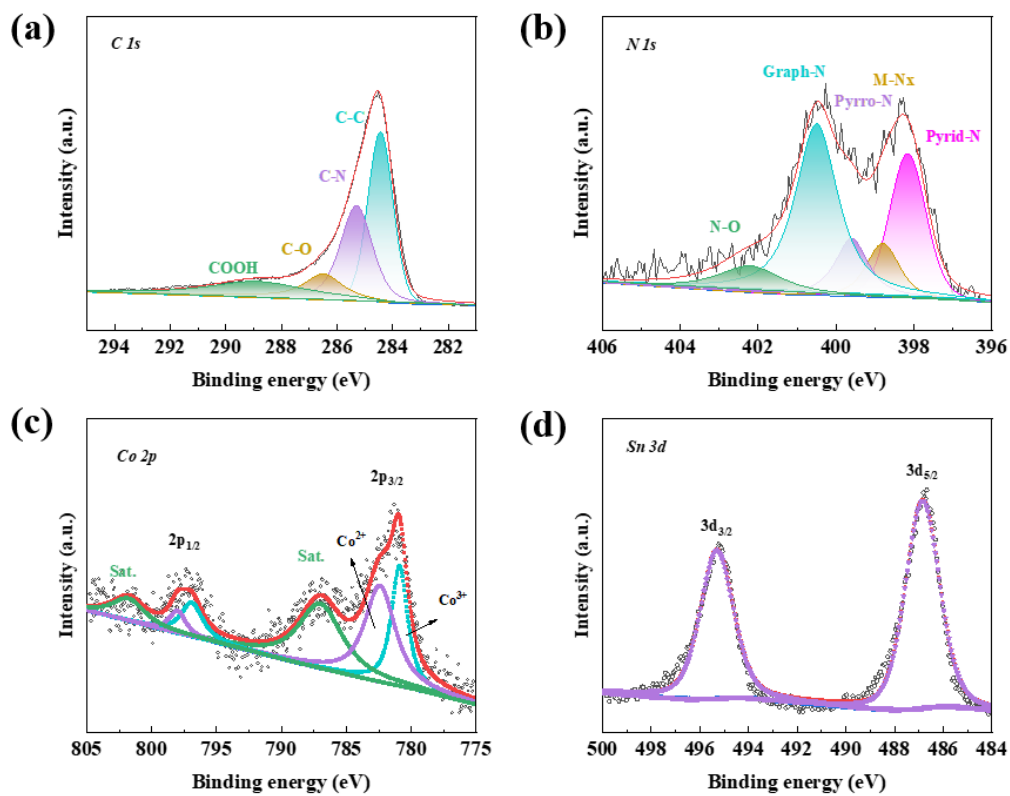 (a)
C 1s
C-C
C-N
C-O
COOH
Intensity (a.u.)
294 292 290 288 286 284 282
Binding energy (eV)
(b)
N 1s
Graph-N
M-Nx
Pyrro-N
Pyrid-N
N-O
Intensity (a.u.)
406 404 402 400 398 396
Binding energy (eV)
(c)
Co 2p
2p3/2
2p1/2
Co2+
Sat.
Sat.
Co3+
Intensity (a.u.)
805 800 795 790 785 780 775
Binding energy (eV)
(d)
Sn 3d
3d5/2
3d3/2
Intensity (a.u.)
500 498 496 494 492 490 488 486 484
Binding energy (eV)